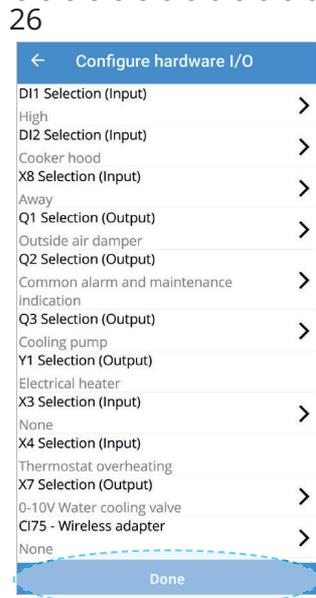 26
Configure hardware I/O
DI1 Selection (Input)
High
DI2 Selection (Input)
Cooker hood
X8 Selection (Input)
Away
Q1 Selection (Output)
Outside air damper
Q2 Selection (Output)
Common alarm and maintenance
indication
Q3 Selection (Output)
Cooling pump
Y1 Selection (Output)
Electrical heater
X3 Selection (Input)
None
X4 Selection (Input)
Thermostat overheating
X7 Selection (Output)
0-10V Water cooling valve
CI75 - Wireless adapter
None
Done